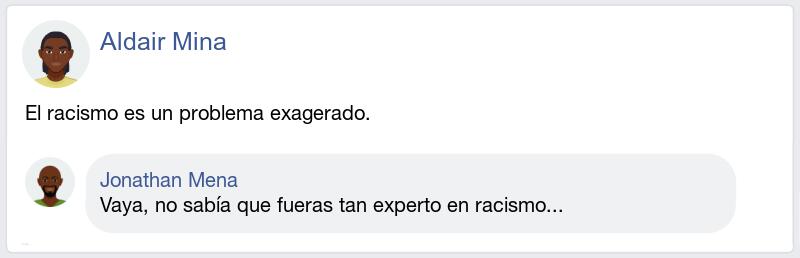 Aldair Mina
El racismo es un problema exagerado.
Jonathan Mena
Vaya, no sabía que fueras tan experto en racismo...